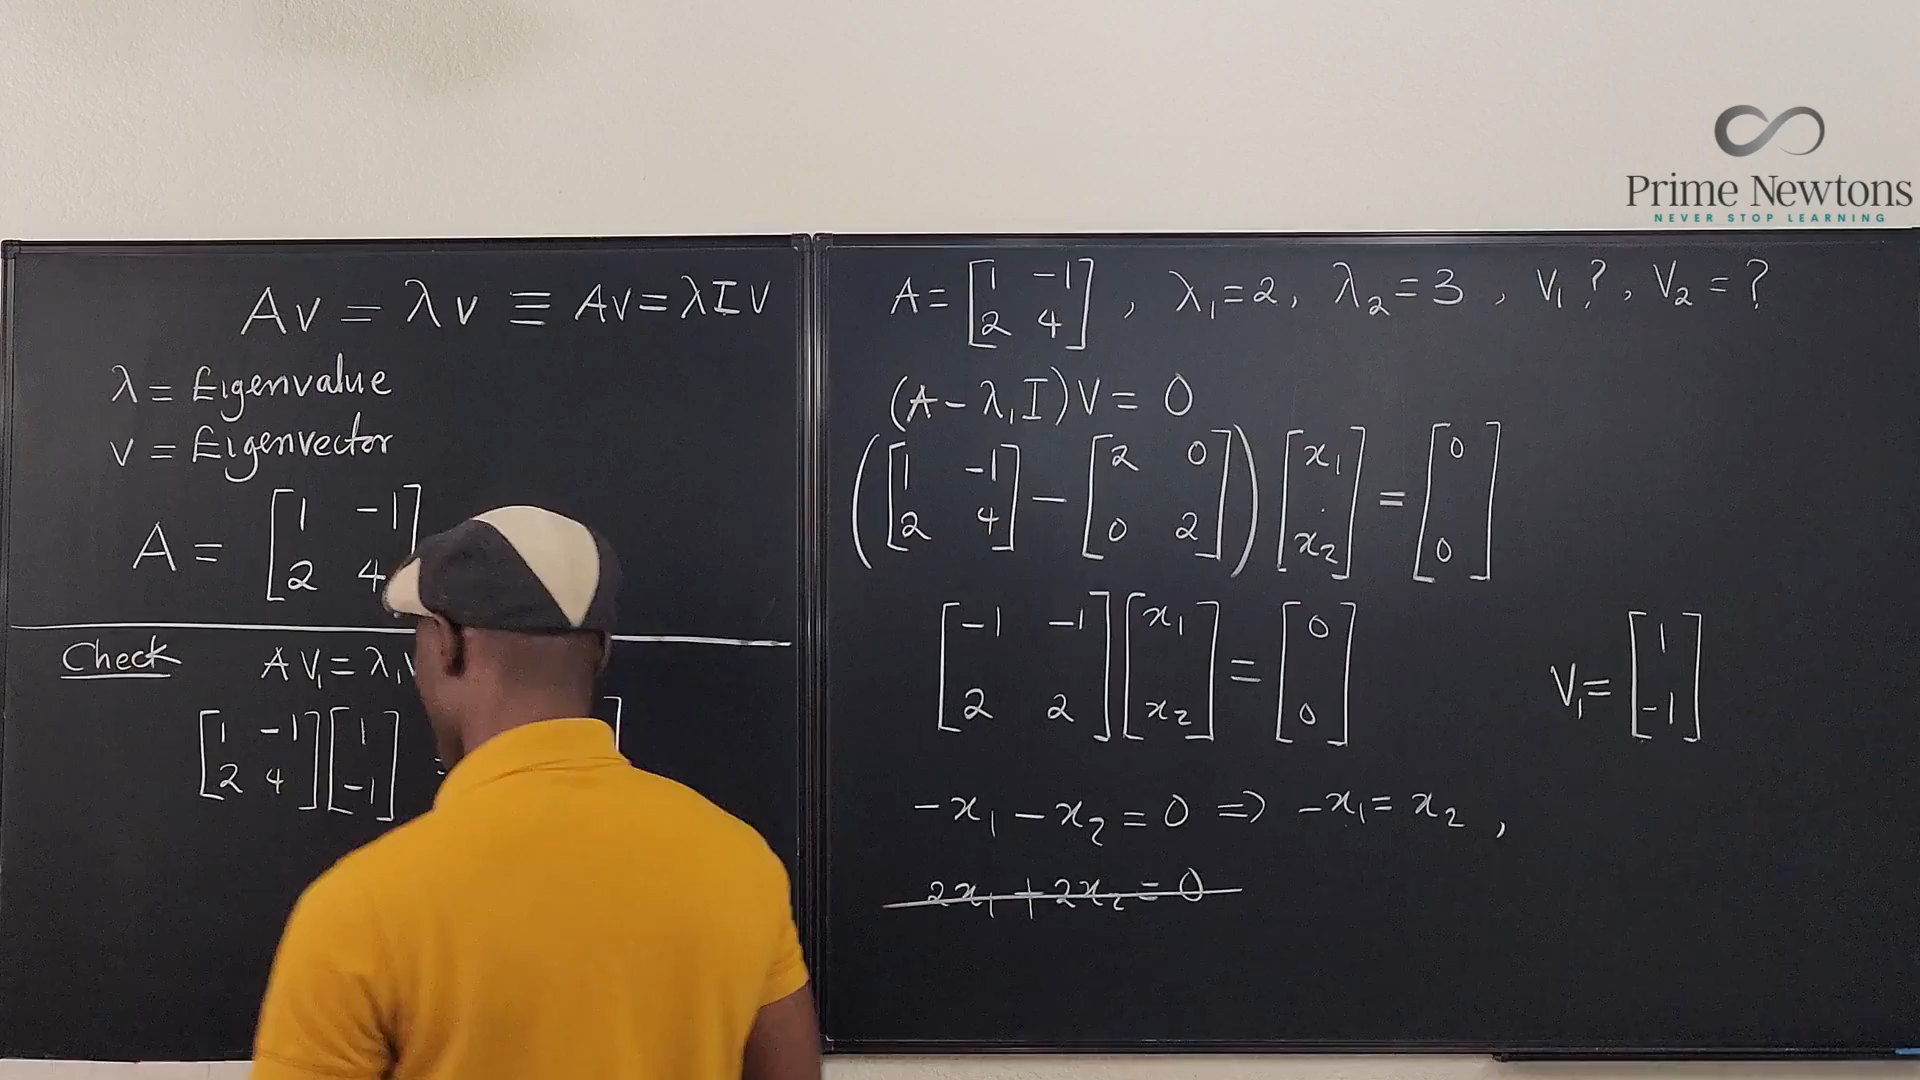 Prime Newtons
NEVER STOP LEARNING
Av = λv ≡ Av = λIv
λ = Eigenvalue
v = Eigenvector
A = [1 -1
2 4
Check AV₁ = λ₁
[1 -1; 2 4] [1; -1]
A = [1 -1; 2 4], λ₁ = 2, λ₂ = 3, V₁ ?, V₂ = ?
(A - λ₁I)V = 0
([1 -1; 2 4] - [2 0; 0 2]) [x₁; x₂] = [0; 0]
[-1 -1; 2 2] [x₁; x₂] = [0; 0]
V₁ = [1; -1]
-x₁ - x₂ = 0 ⇒ -x₁ = x₂,
2x₁ + 2x₂ = 0